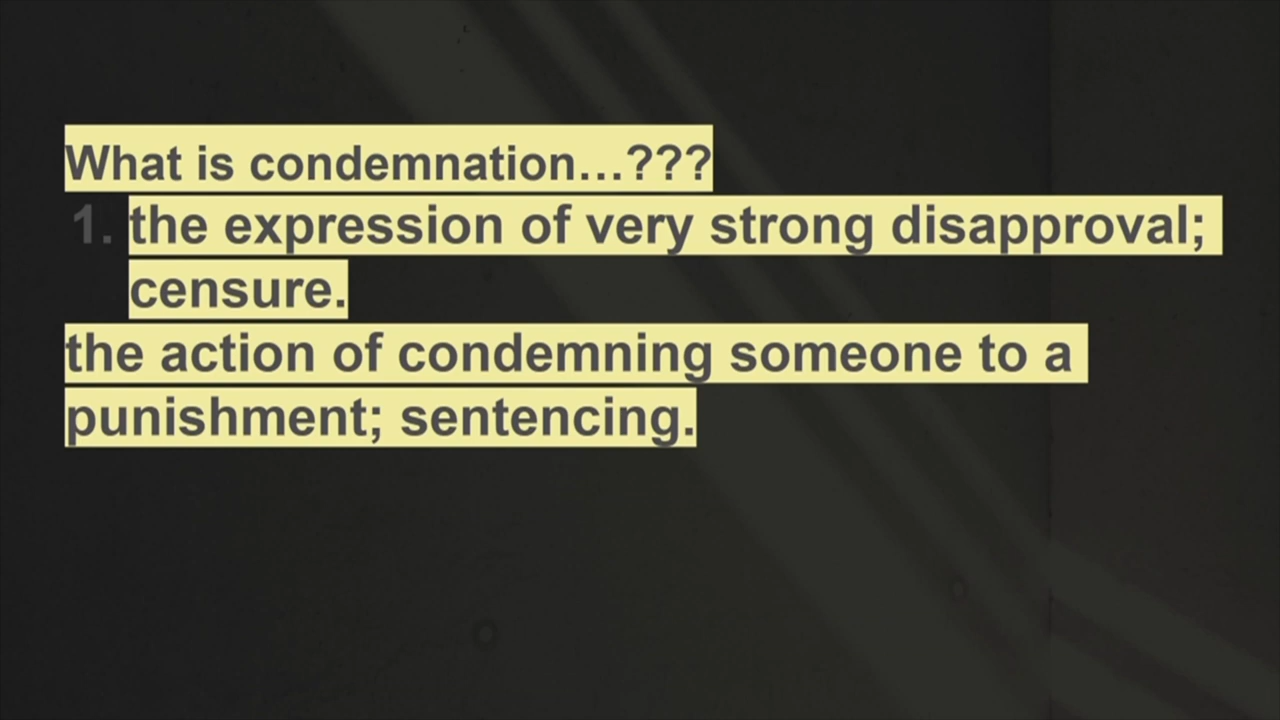 What is condemnation...???
1. the expression of very strong disapproval;
censure.
the action of condemning someone to a
punishment; sentencing.